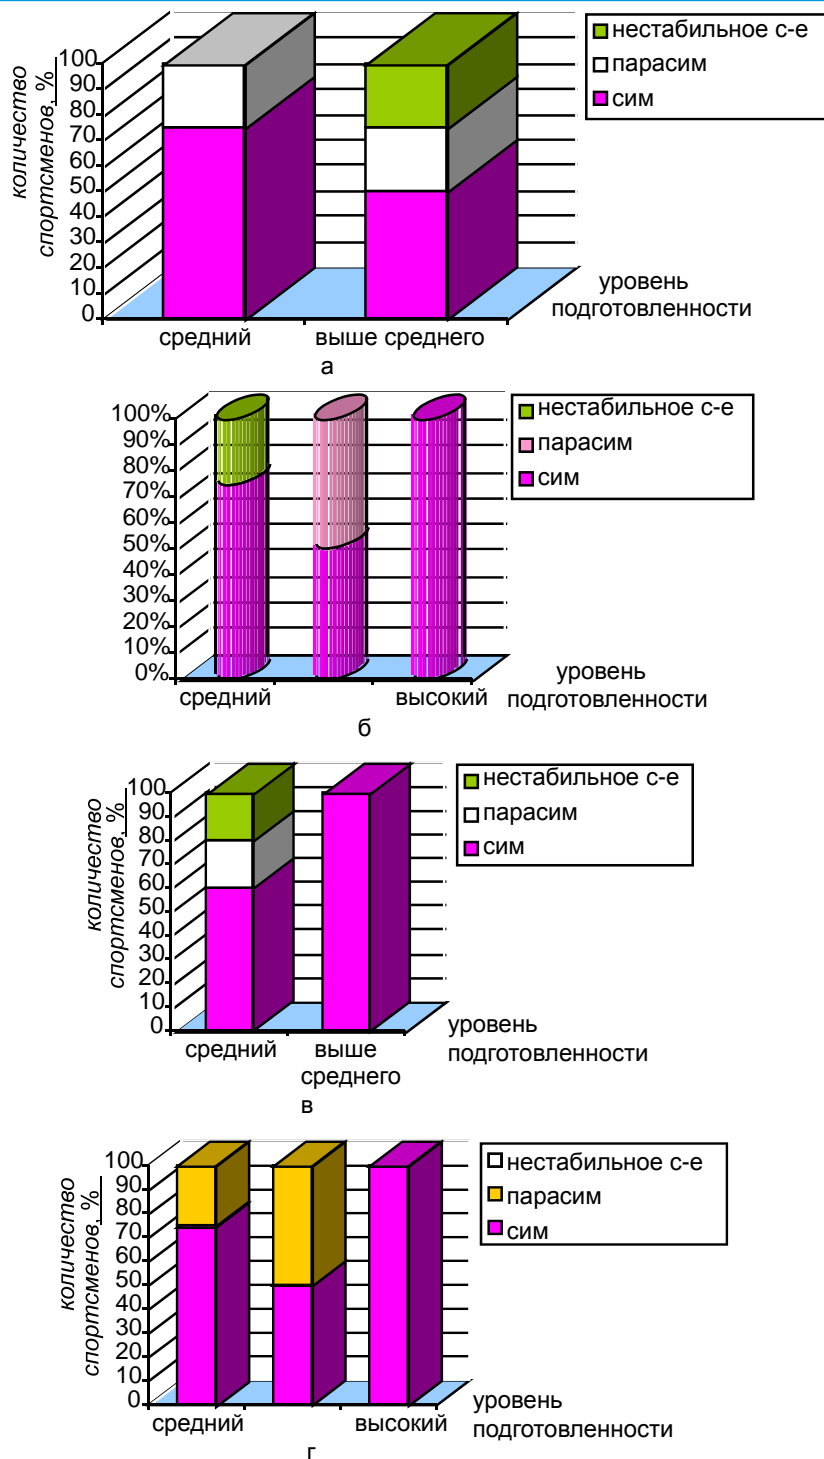 количество
спортсменов, %
100
90
80
70
60
50
40
30
20
10
0
нестабильное с-е
парасим
сим
уровень
подготовленности
средний
выше среднего
а
100%
90%
80%
70%
60%
50%
40%
30%
20%
10%
0%
нестабильное с-е
парасим
сим
уровень
подготовленности
средний
высокий
б
количество
спортсменов, %
100
90
80
70
60
50
40
30
20
10
0
нестабильное с-е
парасим
сим
уровень
подготовленности
средний
выше
среднего
в
количество
спортсменов, %
100
90
80
70
60
50
40
30
20
10
0
нестабильное с-е
парасим
сим
уровень
подготовленности
средний
высокий
г